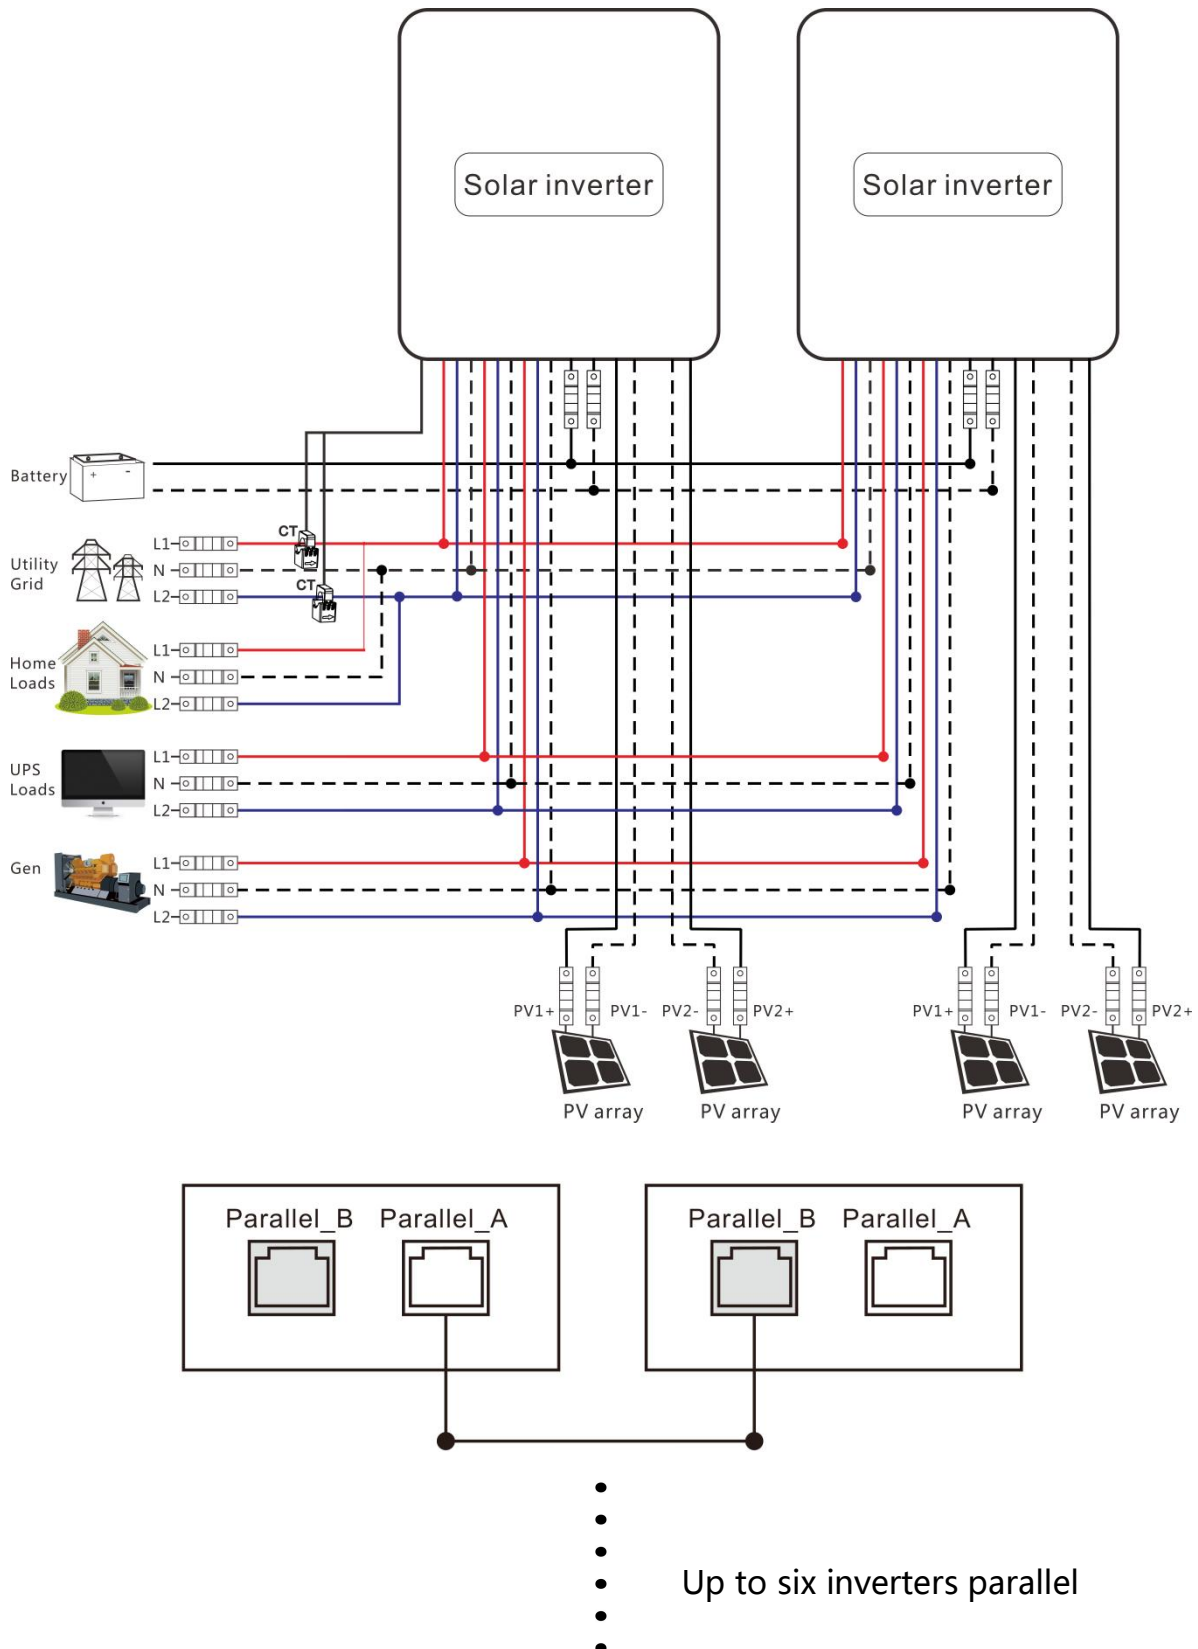 Solar inverter
Solar inverter
Battery
+ -
CT
L1
Utility
Grid
N
CT
L2
Home
Loads
L1
N
L2
UPS
Loads
L1
N
L2
Gen
L1
N
L2
PV1+ PV1- PV2- PV2+ PV1+ PV1- PV2- PV2+
PV array PV array PV array PV array
Parallel_B Parallel_A Parallel_B Parallel_A
Up to six inverters parallel